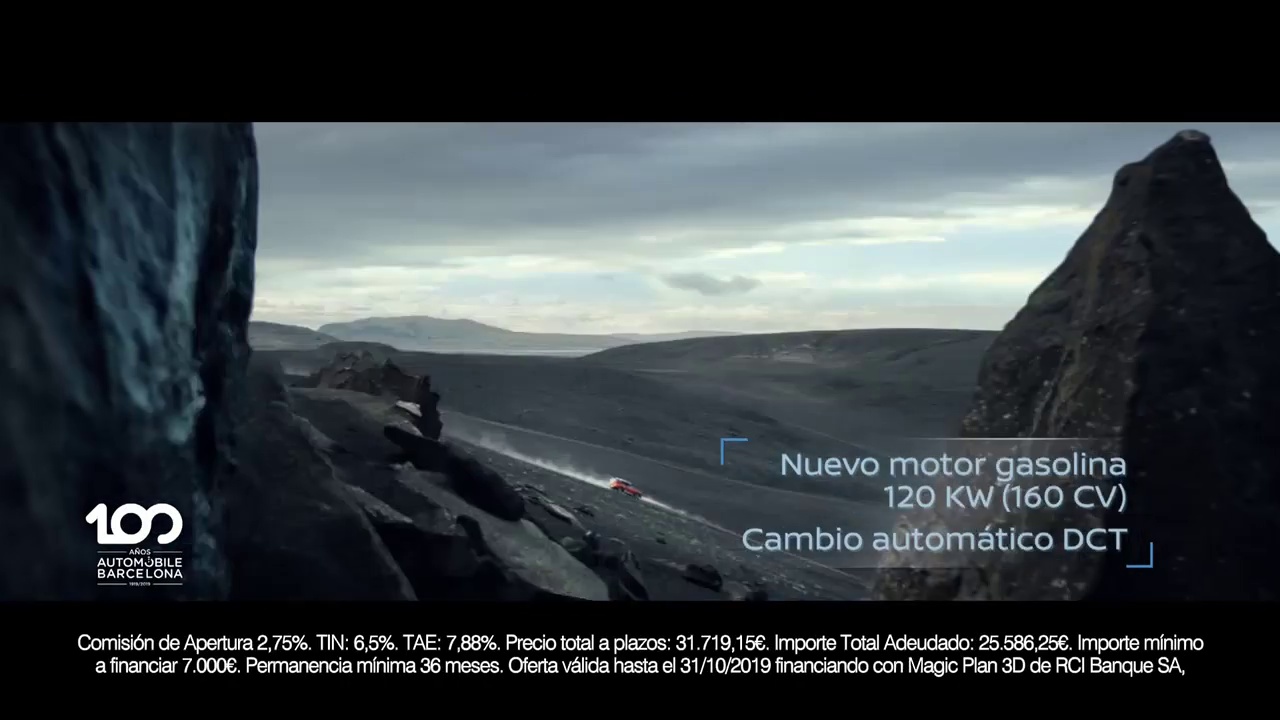 Nuevo motor gasolina
120 KW (160 CV)
Cambio automático DCT
100
AÑOS
AUTOMOBILE
BARCELONA
1919/2019
Comisión de Apertura 2,75%. TIN: 6,5%. TAE: 7,88%. Precio total a plazos: 31.719,15€. Importe Total Adeudado: 25.586,25€. Importe mínimo
a financiar 7.000€. Permanencia mínima 36 meses. Oferta válida hasta el 31/10/2019 financiando con Magic Plan 3D de RCI Banque SA,